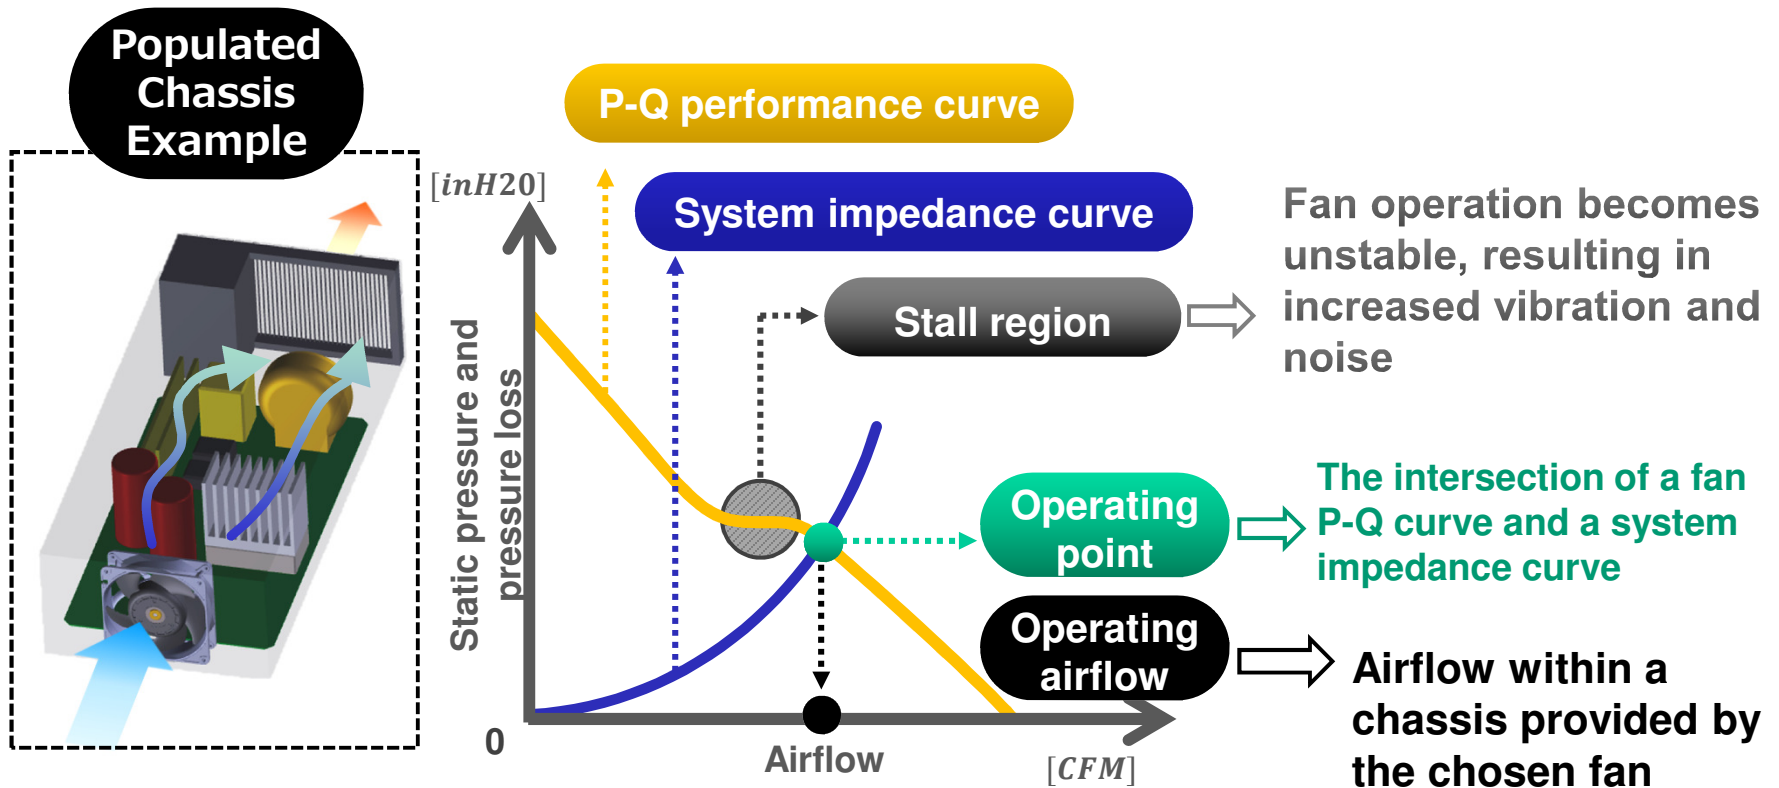 Populated
Chassis
Example
P-Q performance curve
[inH20]
System impedance curve
Stall region
Fan operation becomes
unstable, resulting in
increased vibration and
noise
Static pressure and
pressure loss
Operating
point
The intersection of a fan
P-Q curve and a system
impedance curve
Operating
airflow
Airflow within a
chassis provided by
the chosen fan
0
Airflow
[CFM]